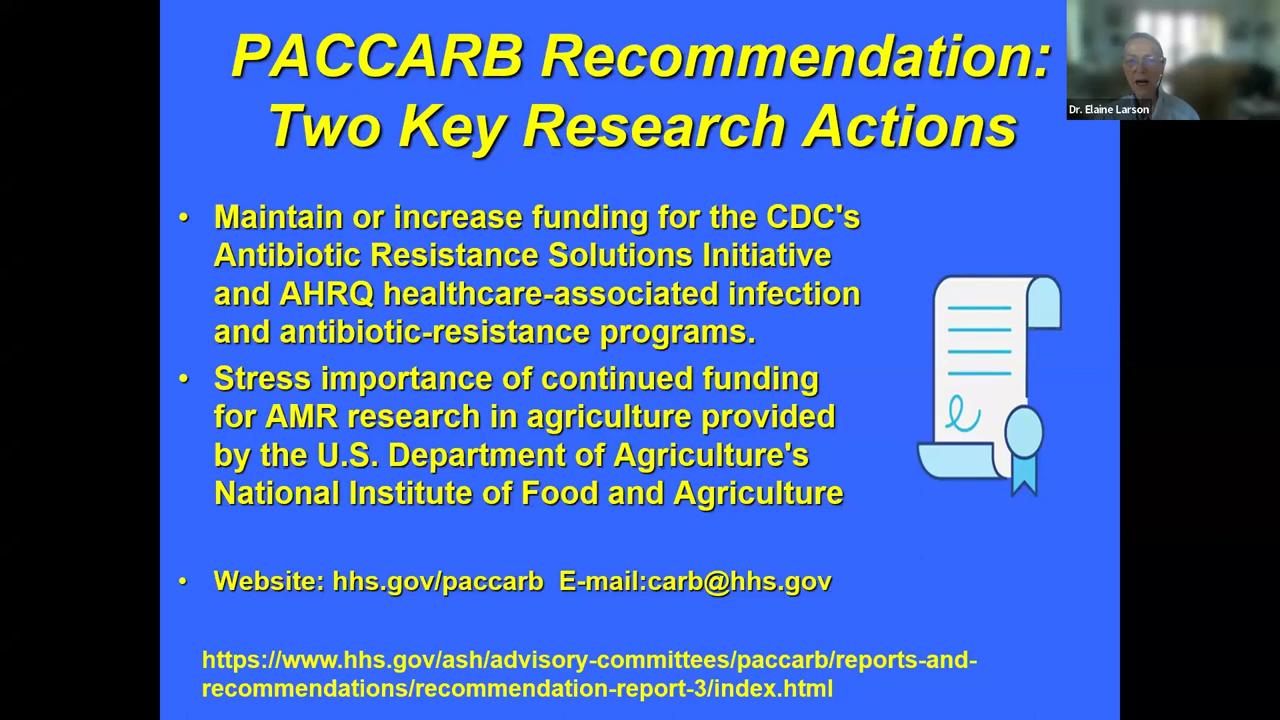 PACCARB Recommendation:
Two Key Research Actions
Dr. Elaine Larson
• Maintain or increase funding for the CDC's
Antibiotic Resistance Solutions Initiative
and AHRQ healthcare-associated infection
and antibiotic-resistance programs.
• Stress importance of continued funding
for AMR research in agriculture provided
by the U.S. Department of Agriculture's
National Institute of Food and Agriculture
• Website: hhs.gov/paccarb E-mail:carb@hhs.gov
https://www.hhs.gov/ash/advisory-committees/paccarb/reports-and-
recommendations/recommendation-report-3/index.html